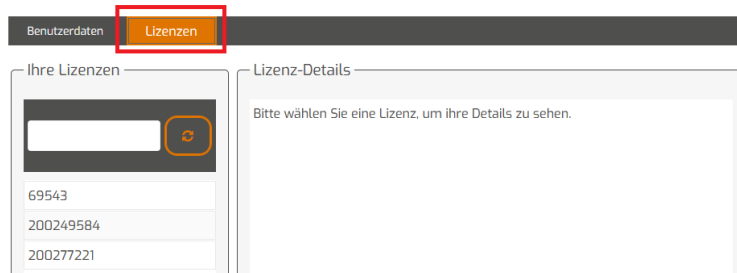 Benutzerdaten Lizenzen
Ihre Lizenzen
Lizenz-Details
Bitte wählen Sie eine Lizenz, um ihre Details zu sehen.
69543
200249584
200277221